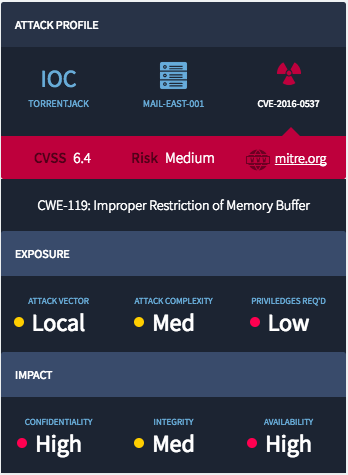 ATTACK PROFILE
IOC
TORRENTJACK MAIL-EAST-001 CVE-2016-0537
CVSS 6.4 Risk Medium mitre.org
CWE-119: Improper Restriction of Memory Buffer
EXPOSURE
ATTACK VECTOR ATTACK COMPLEXITY PRIVILEDGES REQ'D
Local Med Low
IMPACT
CONFIDENTIALITY INTEGRITY AVAILABILITY
High Med High